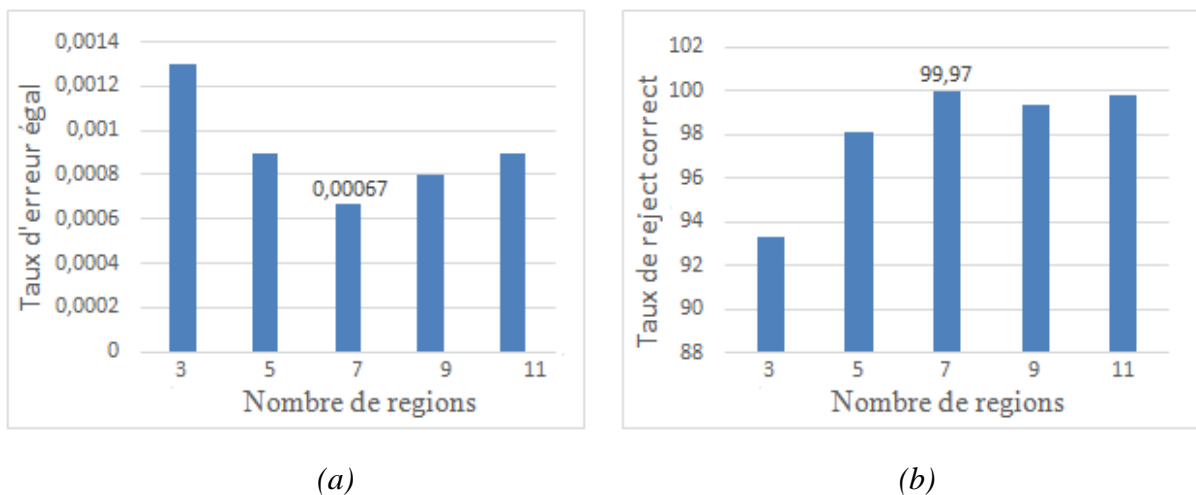 0,0014
0,0012
0,001
0,0008
0,0006
0,0004
0,0002
0
Taux d'erreur égal
0,00067
3 5 7 9 11
Nombre de regions
(a)
102
100
98
96
94
92
90
88
Taux de reject correct
99,97
3 5 7 9 11
Nombre de regions
(b)